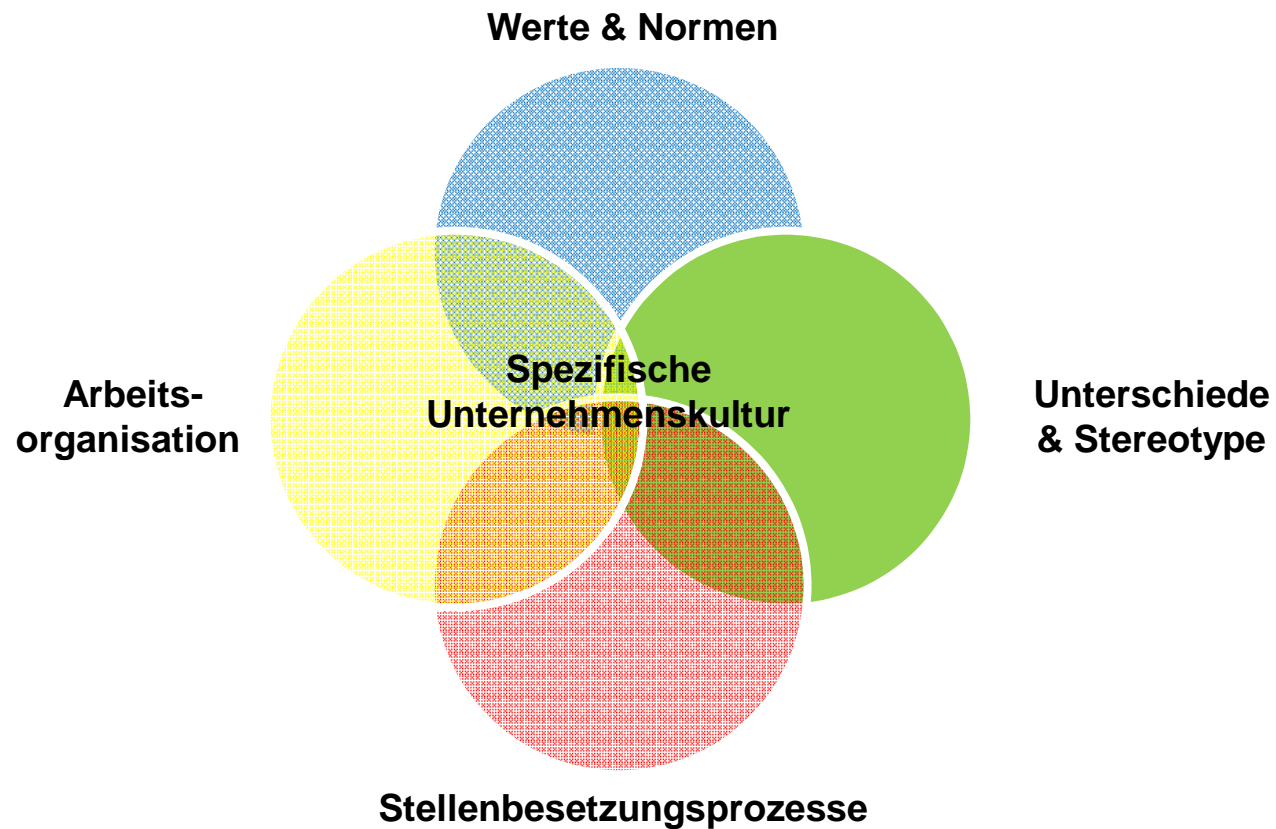 Werte & Normen
Spezifische
Unternehmenskultur
Arbeits-
organisation
Unterschiede
& Stereotype
Stellenbesetzungsprozesse